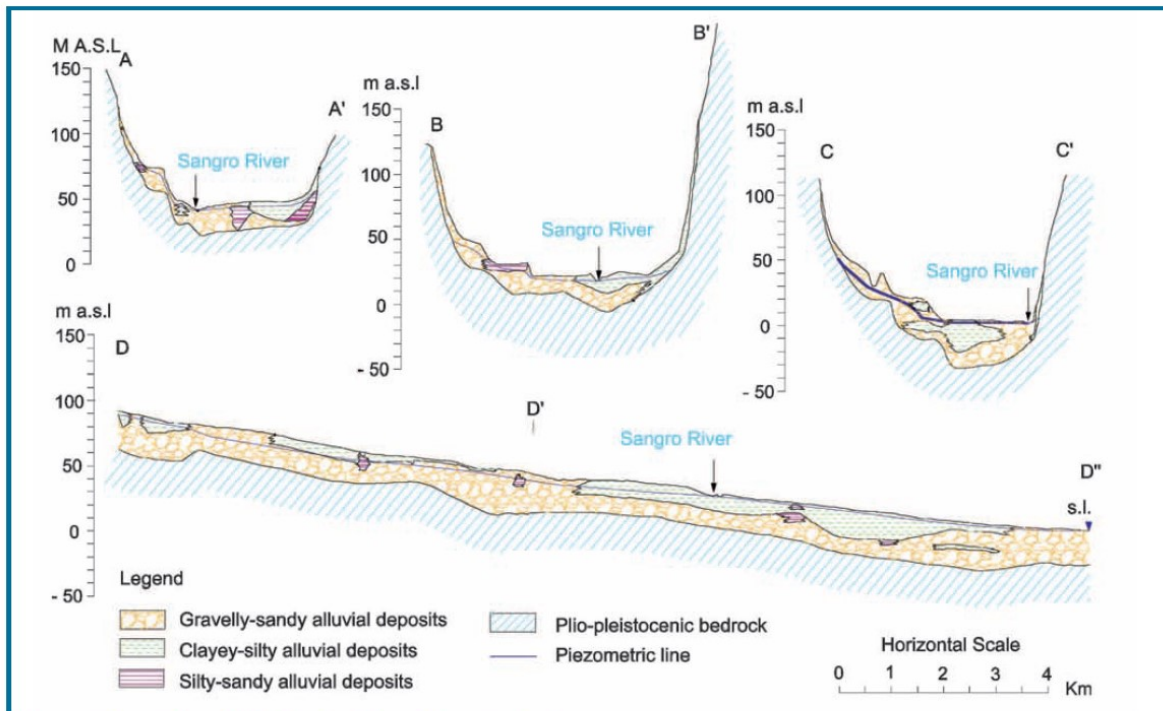 M A.S.L
A
150
100
50
0
Sangro River
A'
m a.s.l
B
150
100
50
0
- 50
Sangro River
B'
m a.s.l
C
150
100
50
0
- 50
Sangro River
C'
m a.s.l
D
150
100
50
0
- 50
D'
Sangro River
D"
s.l.
Legend
Gravelly-sandy alluvial deposits
Clayey-silty alluvial deposits
Silty-sandy alluvial deposits
Plio-pleistocenic bedrock
Piezometric line
Horizontal Scale
0 1 2 3 4
Km